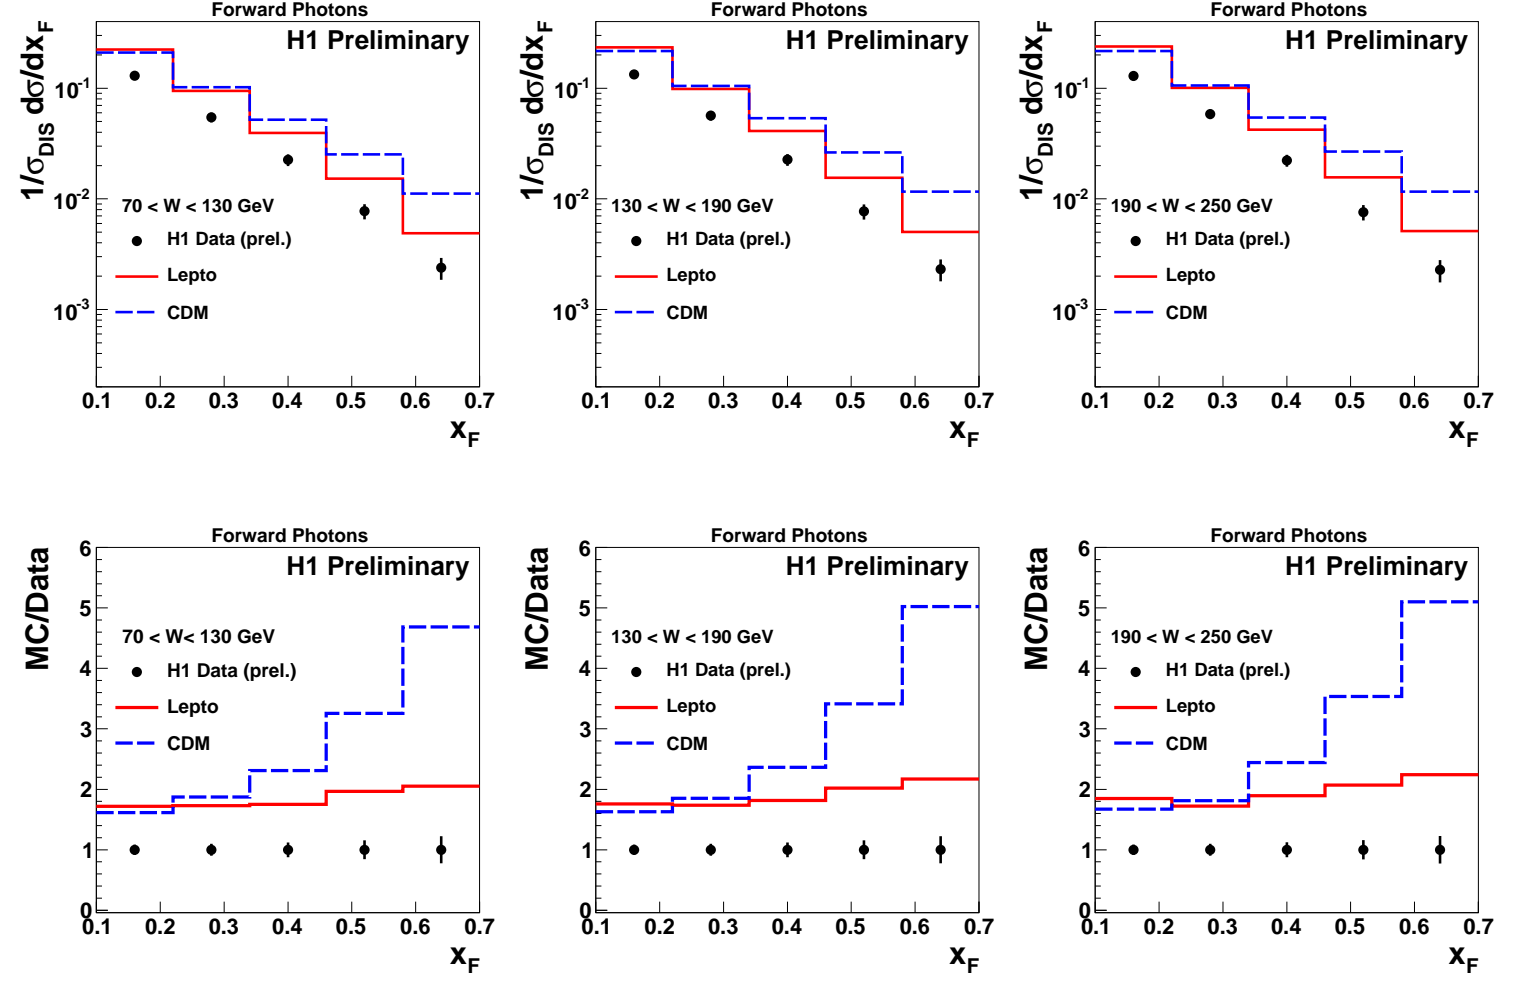 Forward Photons
H1 Preliminary
1/σDIS dσ/dxF
10-1
10-2
10-3
70 < W < 130 GeV
H1 Data (prel.)
Lepto
CDM
0.1 0.2 0.3 0.4 0.5 0.6 0.7
xF
Forward Photons
H1 Preliminary
1/σDIS dσ/dxF
10-1
10-2
10-3
130 < W < 190 GeV
H1 Data (prel.)
Lepto
CDM
0.1 0.2 0.3 0.4 0.5 0.6 0.7
xF
Forward Photons
H1 Preliminary
1/σDIS dσ/dxF
10-1
10-2
10-3
190 < W < 250 GeV
H1 Data (prel.)
Lepto
CDM
0.1 0.2 0.3 0.4 0.5 0.6 0.7
xF
Forward Photons
H1 Preliminary
MC/Data
6
5
4
3
2
1
0
70 < W< 130 GeV
H1 Data (prel.)
Lepto
CDM
0.1 0.2 0.3 0.4 0.5 0.6 0.7
xF
Forward Photons
H1 Preliminary
MC/Data
6
5
4
3
2
1
0
130 < W < 190 GeV
H1 Data (prel.)
Lepto
CDM
0.1 0.2 0.3 0.4 0.5 0.6 0.7
xF
Forward Photons
H1 Preliminary
MC/Data
6
5
4
3
2
1
0
190 < W < 250 GeV
H1 Data (prel.)
Lepto
CDM
0.1 0.2 0.3 0.4 0.5 0.6 0.7
xF